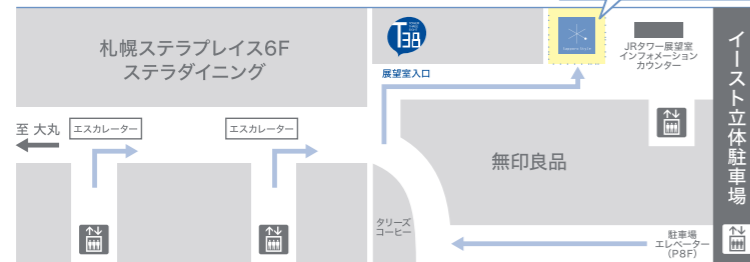 札幌ステラプレイス6F
ステラダイニング
T38
展望室入口
JRタワー展望室
インフォメーション
カウンター
イースト立体駐車場
至 大丸
エスカレーター
エスカレーター
無印良品
タリーズ
コーヒー
駐車場
エレベーター
(P8F)